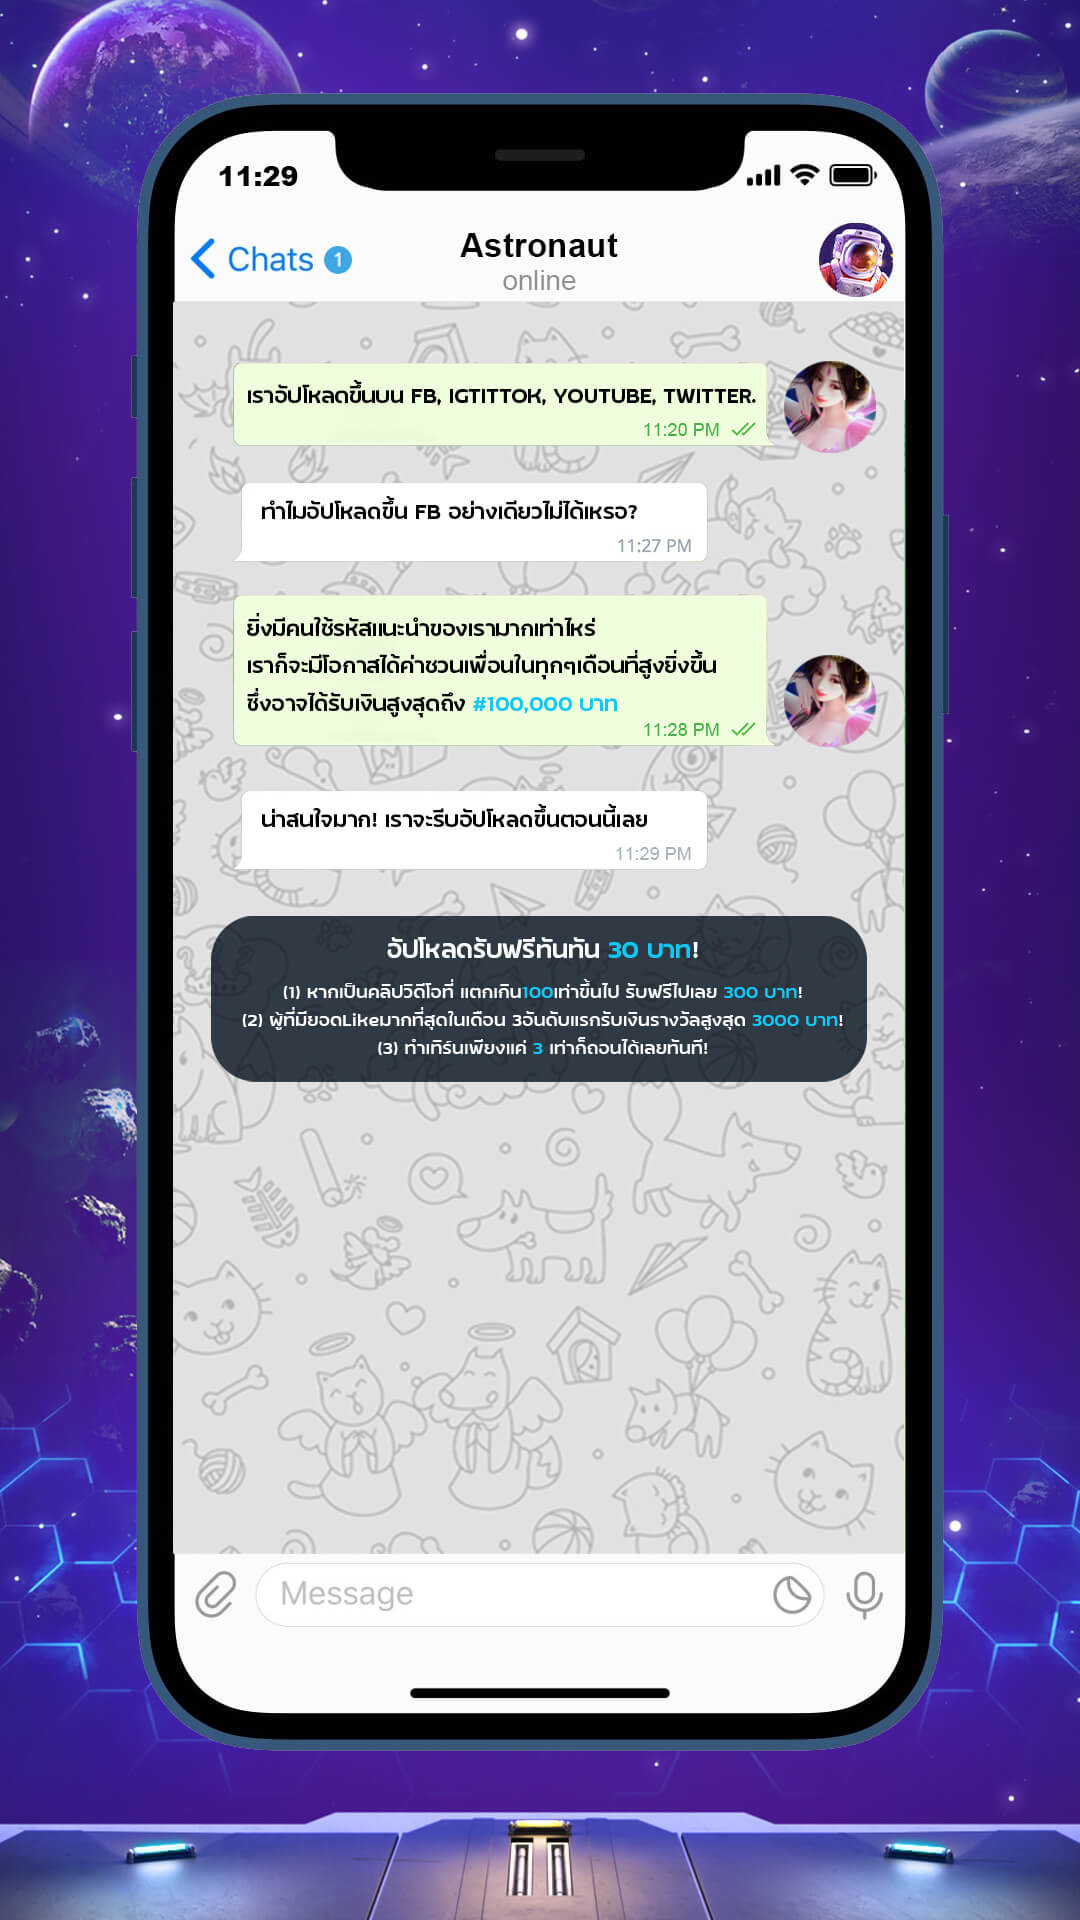 11:29
Chats 1
Astronaut
online
เราอัปโหลดขึ้นบน FB, IGTITTOK, YOUTUBE, TWITTER.
11:20 PM
ทำไมอัปโหลดขึ้น FB อย่างเดียวไม่ได้เหรอ?
11:27 PM
ยิ่งมีคนใช้รหัสแนะนำของเรามากเท่าไหร่
เราก็จะมีโอกาสได้ค่าชวนเพื่อนในทุกๆเดือนที่สูงยิ่งขึ้น
ซึ่งอาจได้รับเงินสูงสุดถึง #100,000 บาท
11:28 PM
น่าสนใจมาก! เราจะรีบอัปโหลดขึ้นตอนนี้เลย
11:29 PM
อัปโหลดรับฟรีทันทัน 30 บาท!
(1) หากเป็นคลิปวิดีโอที่ แตกเกิน100เท่าขึ้นไป รับฟรีไปเลย 300 บาท!
(2) ผู้ที่มียอดLikeมากที่สุดในเดือน 3อันดับแรกรับเงินรางวัลสูงสุด 3000 บาท!
(3) ทำเทิร์นเพียงแค่ 3 เท่าก็ถอนได้เลยทันที!
Message